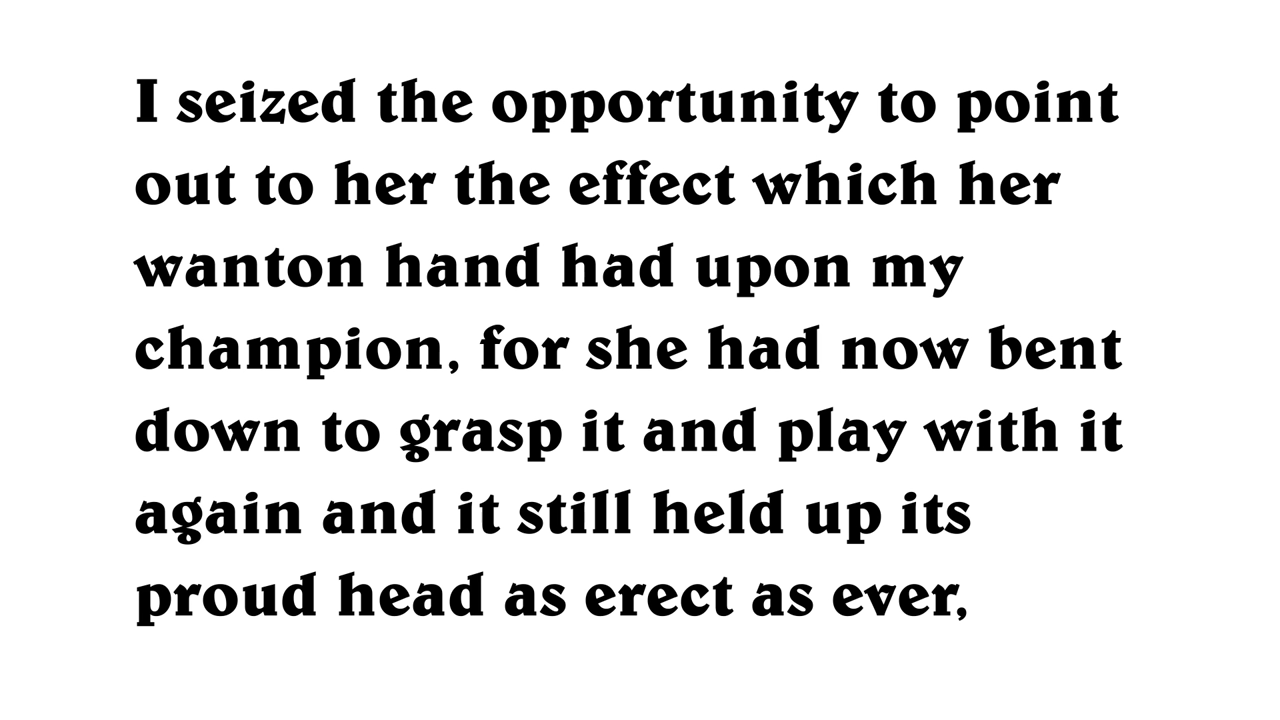 I seized the opportunity to point
out to her the effect which her
wanton hand had upon my
champion, for she had now bent
down to grasp it and play with it
again and it still held up its
proud head as erect as ever,